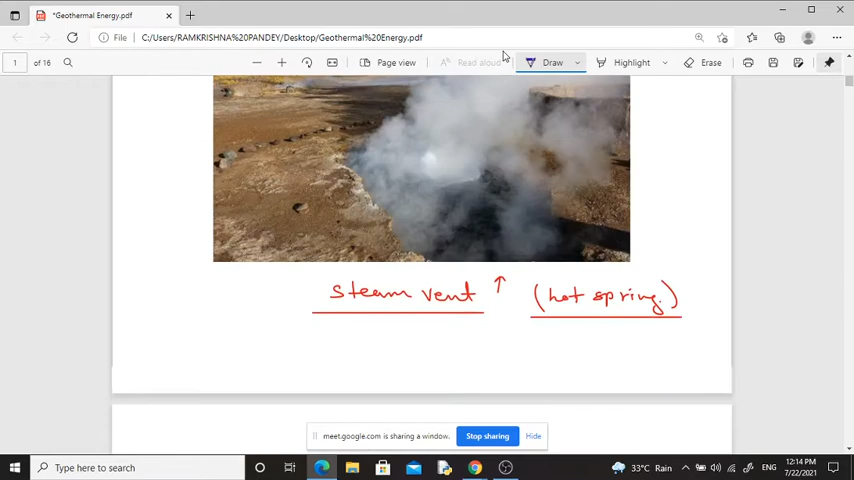 *Geothermal Energy.pdf
File
C:/Users/RAMKRISHNA%20PANDEY/Desktop/Geothermal%20Energy.pdf
1 of 16
Page view
Read aloud
Draw
Highlight
Erase
steam vent ↑ (hot spring)
meet.google.com is sharing a window.
Stop sharing
Hide
Type here to search
33°C Rain
ENG
12:14 PM
7/22/2021